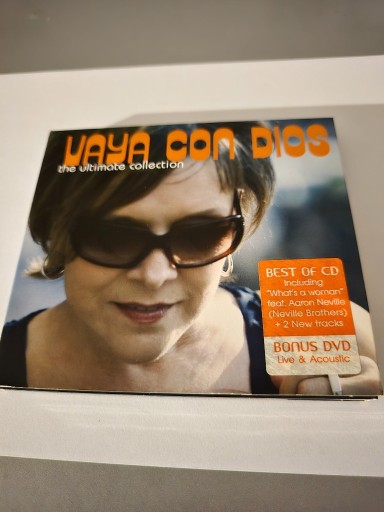 VAYA CON DIOS
the ultimate collection
BEST OF CD
Including
"What's a woman"
feat. Aaron Neville
(Neville Brothers)
+ 2 New tracks
BONUS DVD
Live & Acoustic